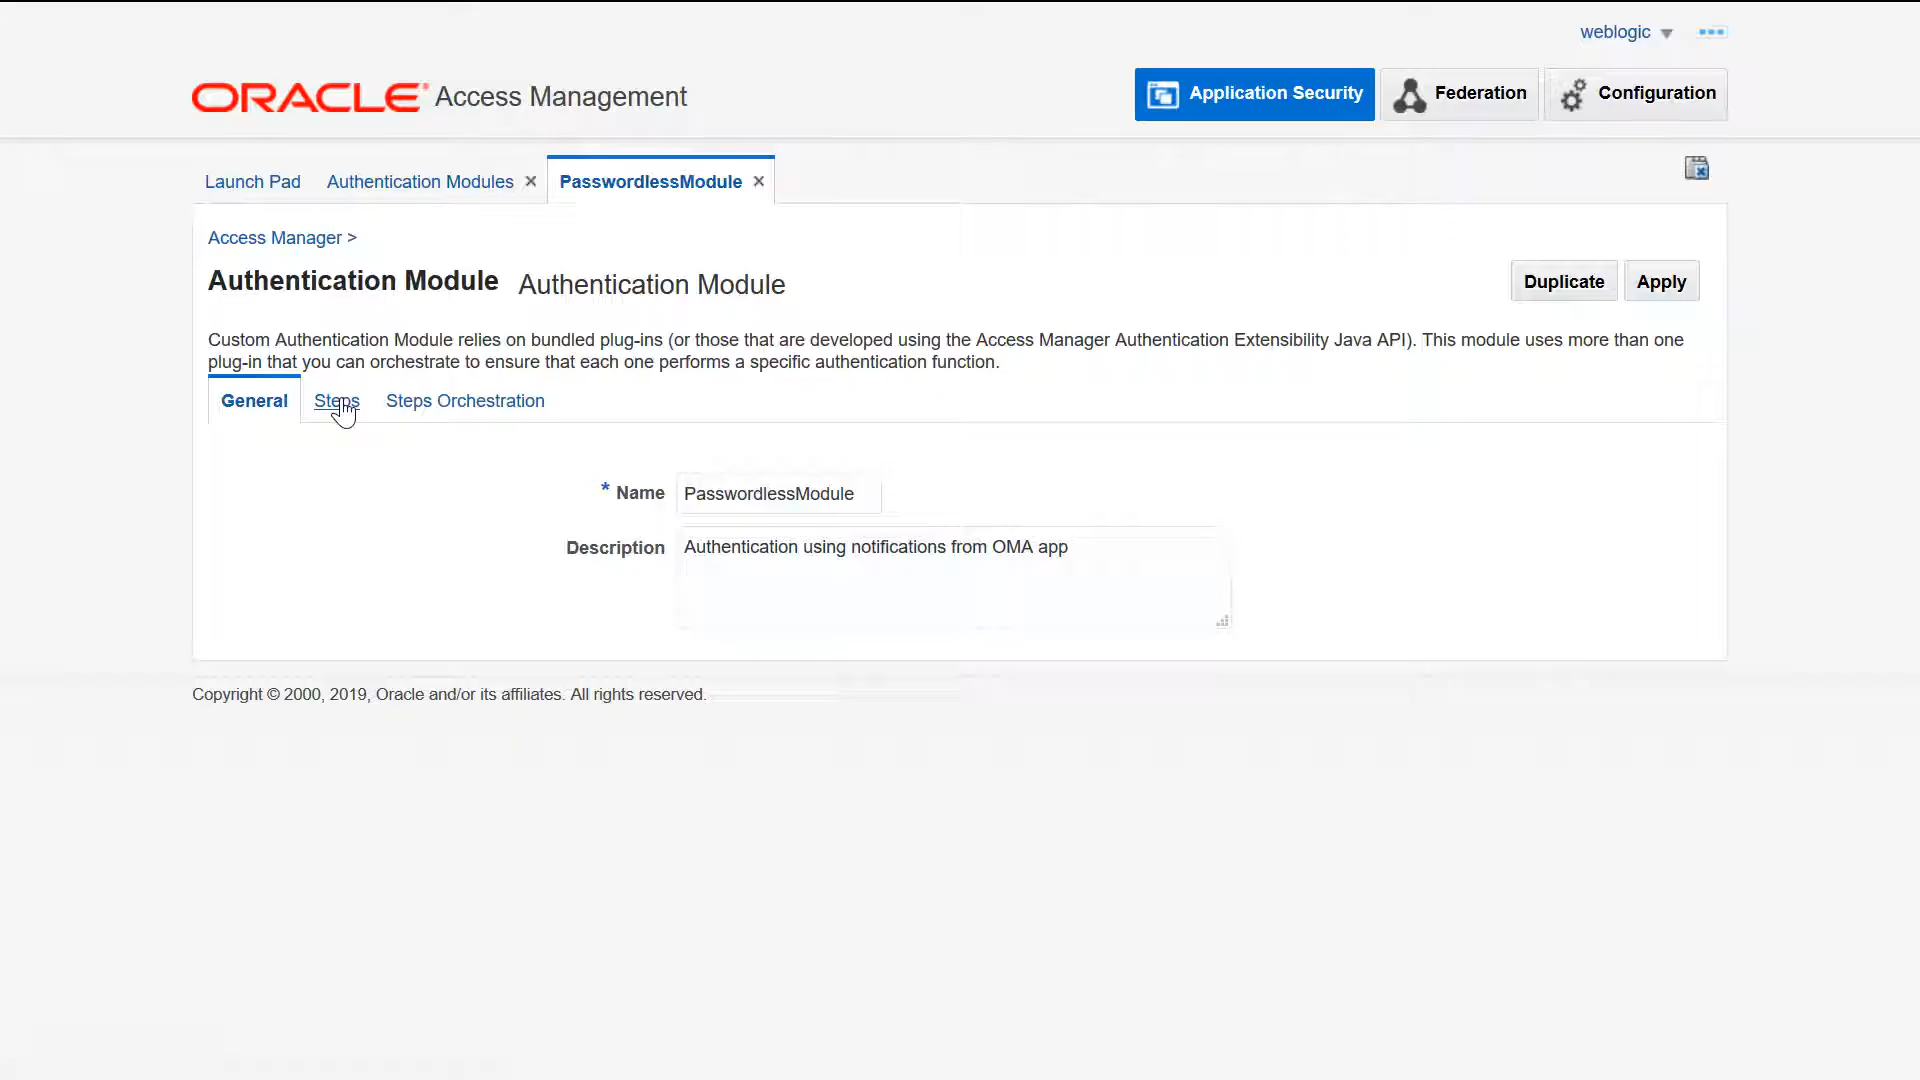 weblogic
ORACLE Access Management
Application Security
Federation
Configuration
Launch Pad
Authentication Modules
PasswordlessModule
Access Manager >
Authentication Module Authentication Module
Duplicate
Apply
Custom Authentication Module relies on bundled plug-ins (or those that are developed using the Access Manager Authentication Extensibility Java API). This module uses more than one
plug-in that you can orchestrate to ensure that each one performs a specific authentication function.
General
Steps
Steps Orchestration
* Name PasswordlessModule
Description Authentication using notifications from OMA app
Copyright © 2000, 2019, Oracle and/or its affiliates. All rights reserved.